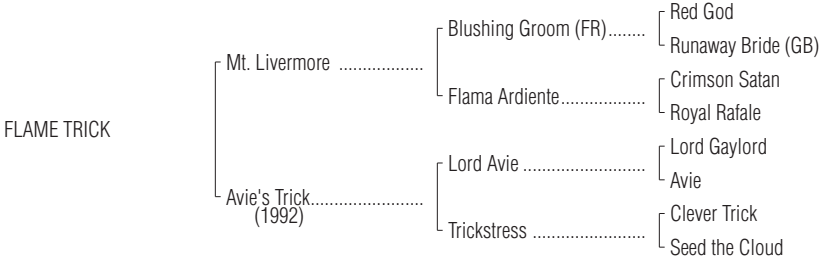 Red God
Blushing Groom (FR)........
Runaway Bride (GB)
Mt. Livermore ..................
Crimson Satan
Flama Ardiente..................
Royal Rafale
FLAME TRICK
Lord Gaylord
Lord Avie ..........................
Avie
Avie's Trick........................
(1992)
Clever Trick
Trickstress ........................
Seed the Cloud